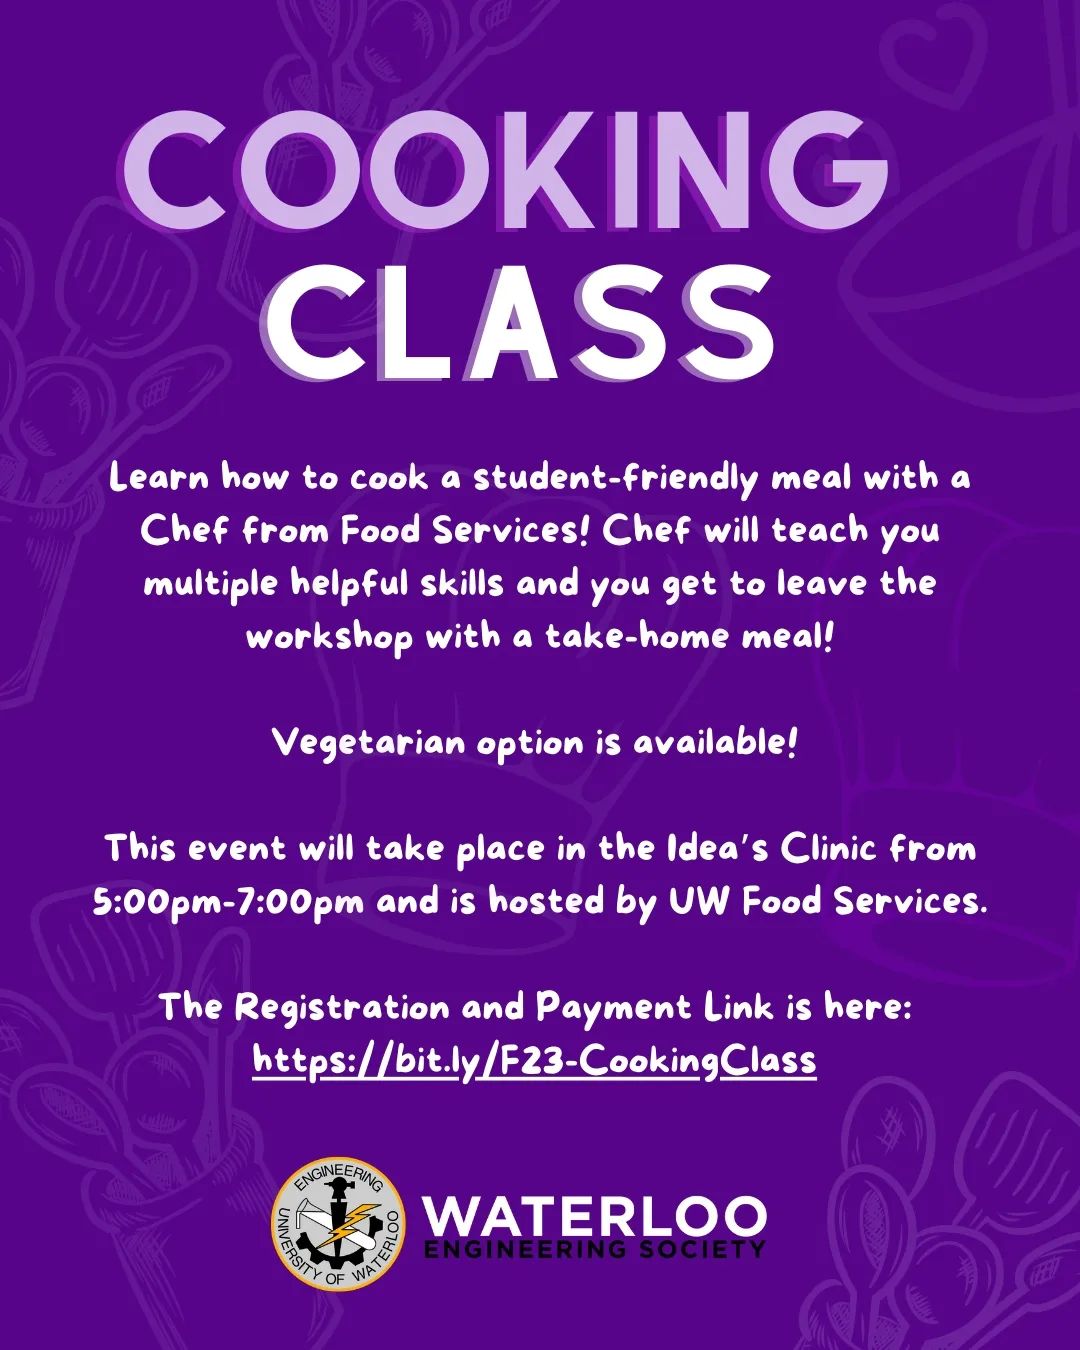 COOKING
CLASS
Learn how to cook a student-friendly meal with a
Chef from Food Services! Chef will teach you
multiple helpful skills and you get to leave the
workshop with a take-home meal!
Vegetarian option is available!
This event will take place in the Idea's Clinic from
5:00pm-7:00pm and is hosted by UW Food Services.
The Registration and Payment Link is here:
https://bit.ly/F23-CookingClass
ENGINEERING
UNIVERSITY OF WATERLOO
WATERLOO
ENGINEERING SOCIETY